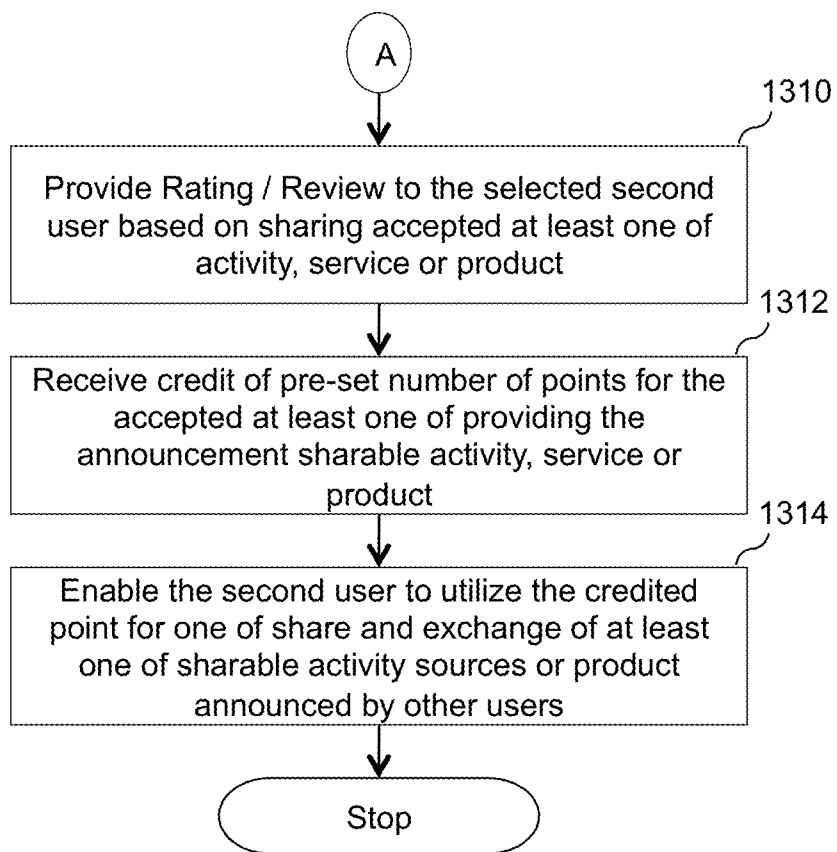 A
1310
Provide Rating / Review to the selected second
user based on sharing accepted at least one of
activity, service or product
1312
Receive credit of pre-set number of points for the
accepted at least one of providing the
announcement sharable activity, service or
product
1314
Enable the second user to utilize the credited
point for one of share and exchange of at least
one of sharable activity sources or product
announced by other users
Stop